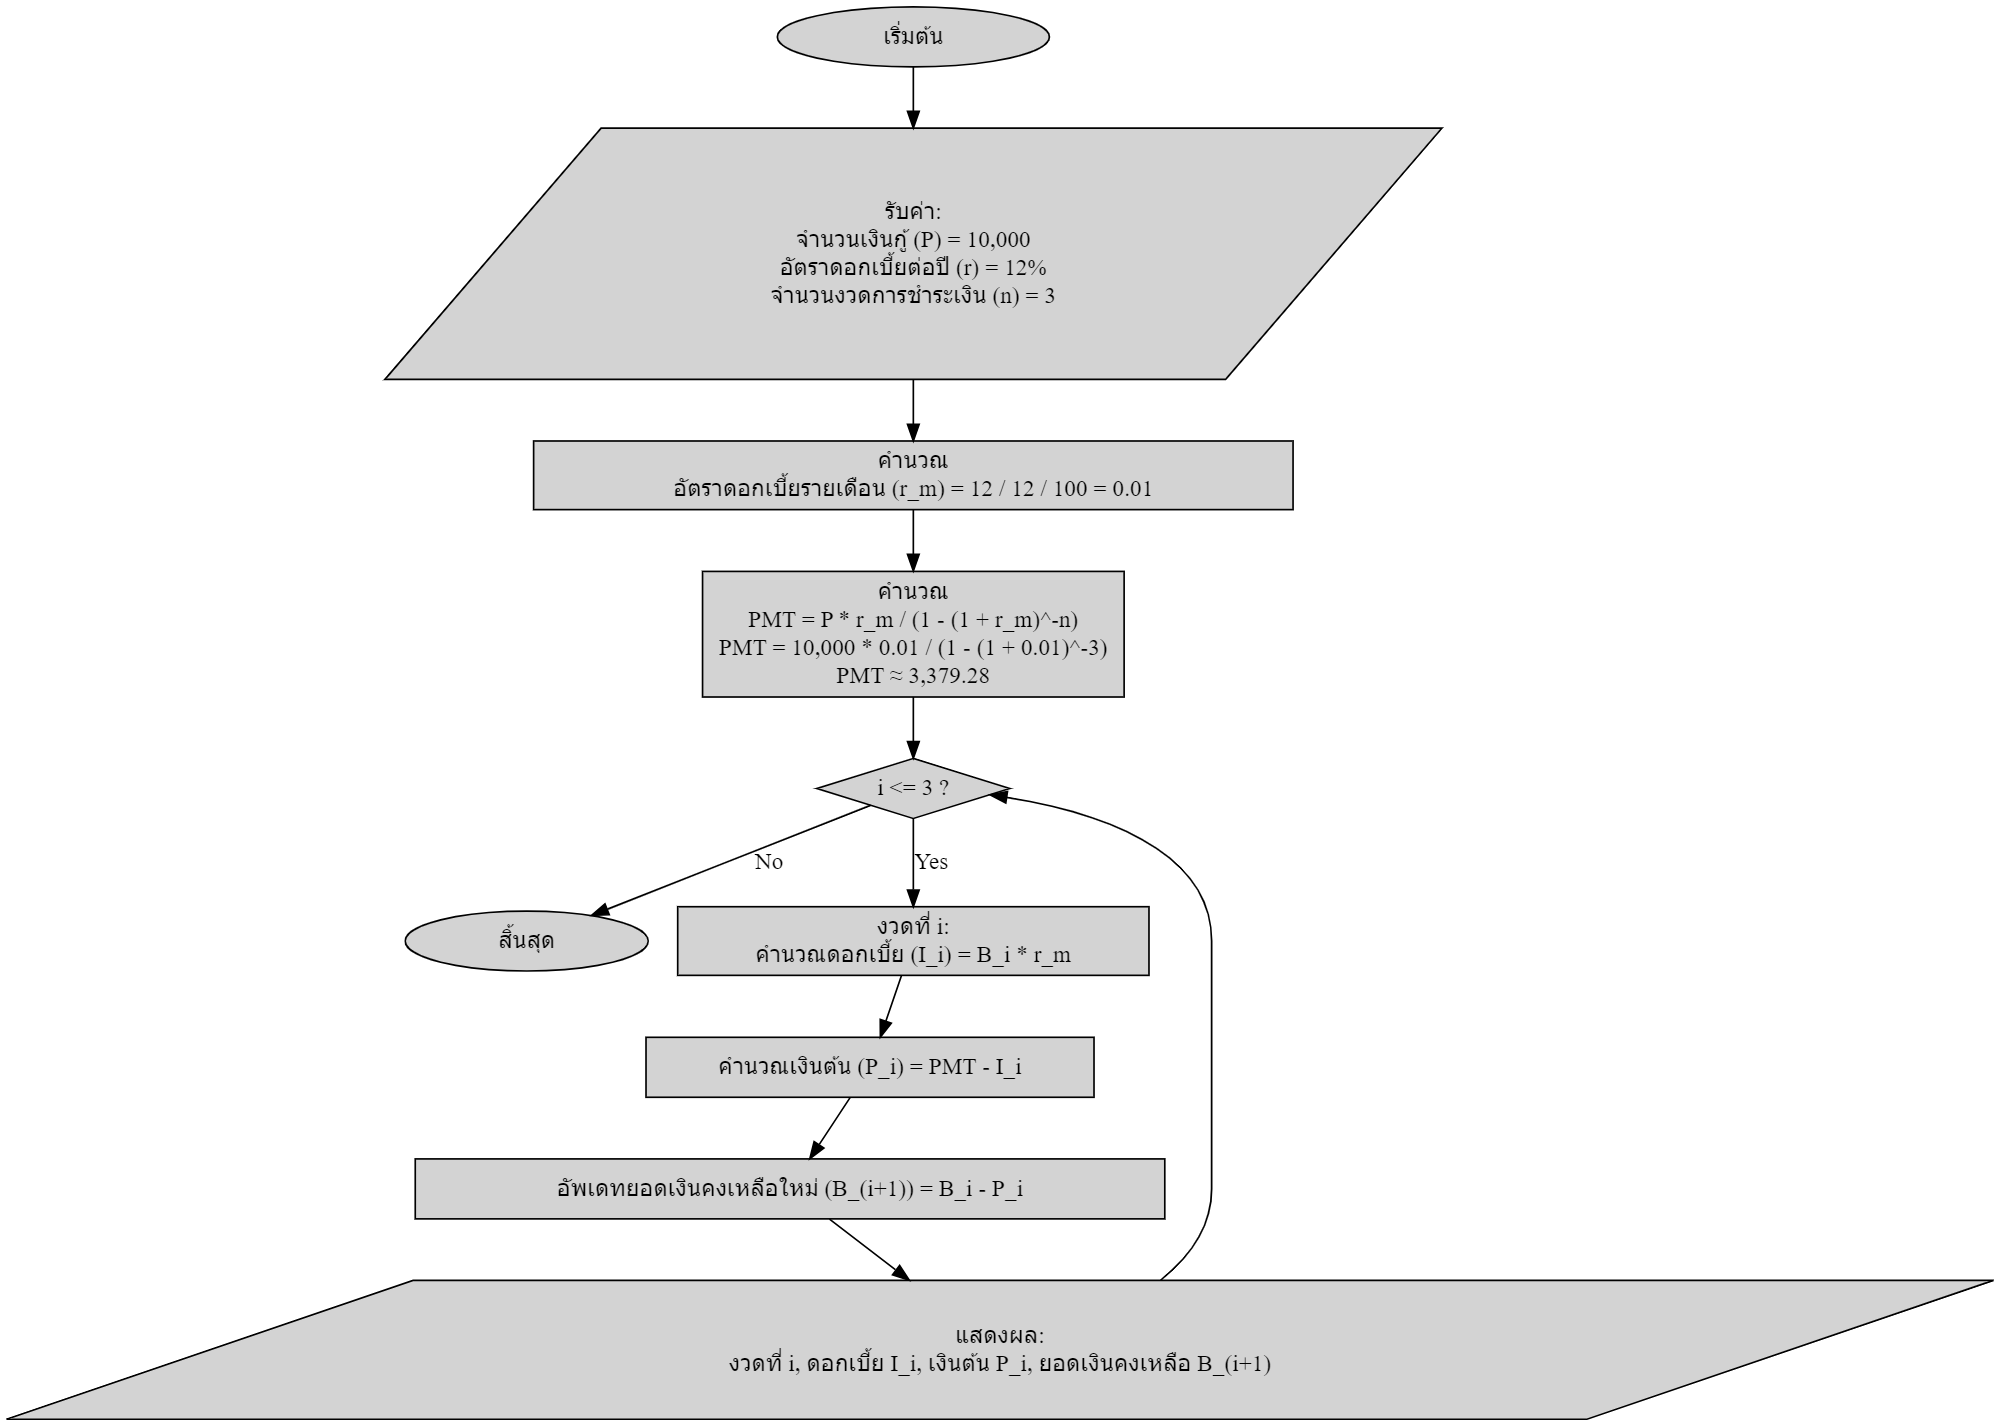 เริ่มต้น
รับค่า:
จำนวนเงินกู้ (P) = 10,000
อัตราดอกเบี้ยต่อปี (r) = 12%
จำนวนงวดการชำระเงิน (n) = 3
คำนวณ
อัตราดอกเบี้ยรายเดือน (r_m) = 12 / 12 / 100 = 0.01
คำนวณ
PMT = P * r_m / (1 - (1 + r_m)^-n)
PMT = 10,000 * 0.01 / (1 - (1 + 0.01)^-3)
PMT ≈ 3,379.28
i <= 3 ?
No
Yes
สิ้นสุด
งวดที่ i:
คำนวณดอกเบี้ย (I_i) = B_i * r_m
คำนวณเงินต้น (P_i) = PMT - I_i
อัพเดทยอดเงินคงเหลือใหม่ (B_(i+1)) = B_i - P_i
แสดงผล:
งวดที่ i, ดอกเบี้ย I_i, เงินต้น P_i, ยอดเงินคงเหลือ B_(i+1)